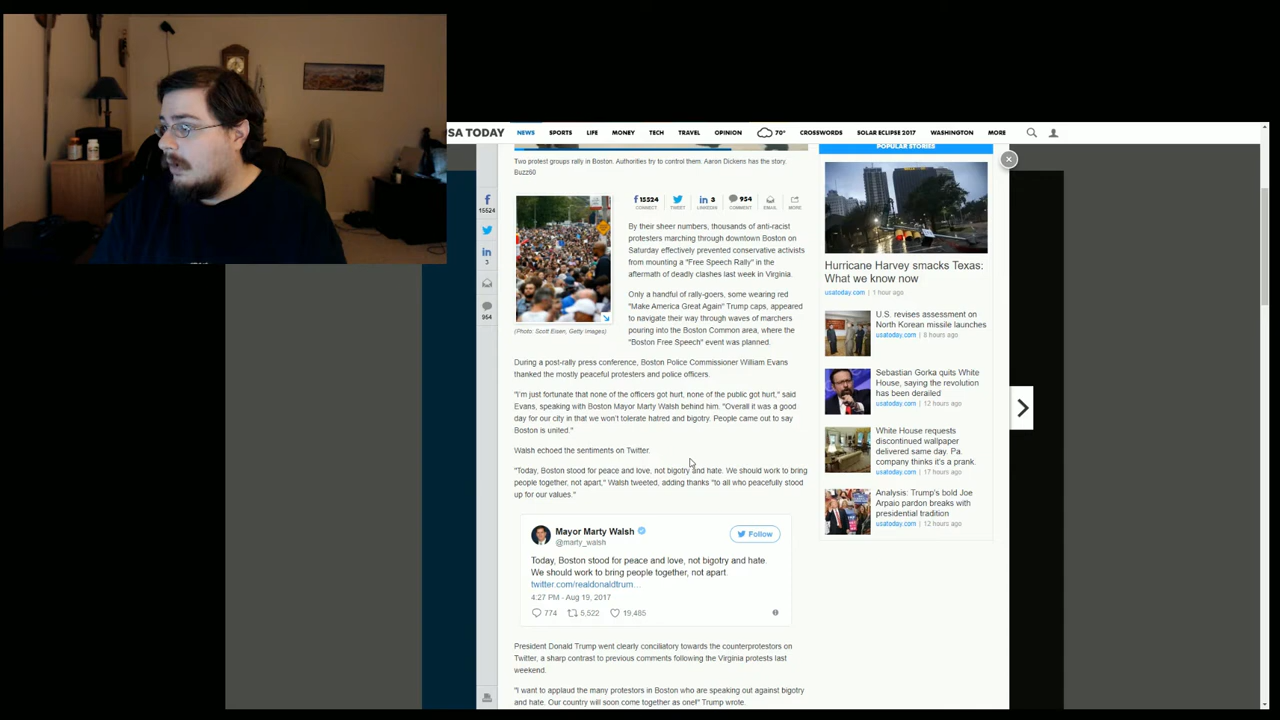 SA TODAY
NEWS
SPORTS
LIFE
MONEY
TECH
TRAVEL
OPINION
70°
CROSSWORDS
SOLAR ECLIPSE 2017
WASHINGTON
MORE
Two protest groups rally in Boston. Authorities try to control them. Aaron Dickens has the story.
Buzz60
15524
3
954
15524
CONNECT
TWEET
3
LINKEDIN
954
COMMENT
EMAIL
MORE
By their sheer numbers, thousands of anti-racist
protesters marching through downtown Boston on
Saturday effectively prevented conservative activists
from mounting a "Free Speech Rally" in the
aftermath of deadly clashes last week in Virginia.
Only a handful of rally-goers, some wearing red
"Make America Great Again" Trump caps, appeared
to navigate their way through waves of marchers
pouring into the Boston Common area, where the
"Boston Free Speech" event was planned.
(Photo: Scott Eisen, Getty Images)
During a post-rally press conference, Boston Police Commissioner William Evans
thanked the mostly peaceful protesters and police officers.
"I'm just fortunate that none of the officers got hurt, none of the public got hurt," said
Evans, speaking with Boston Mayor Marty Walsh behind him. "Overall it was a good
day for our city in that we won't tolerate hatred and bigotry. People came out to say
Boston is united."
Walsh echoed the sentiments on Twitter.
"Today, Boston stood for peace and love, not bigotry and hate. We should work to bring
people together, not apart," Walsh tweeted, adding thanks "to all who peacefully stood
up for our values."
Mayor Marty Walsh
@marty_walsh
Follow
Today, Boston stood for peace and love, not bigotry and hate.
We should work to bring people together, not apart.
twitter.com/realdonaldtrum…
4:27 PM - Aug 19, 2017
774
5,522
19,485
President Donald Trump went clearly conciliatory towards the counterprotestors on
Twitter, a sharp contrast to previous comments following the Virginia protests last
weekend.
"I want to applaud the many protestors in Boston who are speaking out against bigotry
and hate. Our country will soon come together as one!" Trump wrote.
POPULAR STORIES
Hurricane Harvey smacks Texas:
What we know now
usatoday.com | 1 hour ago
U.S. revises assessment on
North Korean missile launches
usatoday.com | 8 hours ago
Sebastian Gorka quits White
House, saying the revolution
has been derailed
usatoday.com | 12 hours ago
White House requests
discontinued wallpaper
delivered same day. Pa.
company thinks it's a prank.
usatoday.com | 17 hours ago
Analysis: Trump's bold Joe
Arpaio pardon breaks with
presidential tradition
usatoday.com | 12 hours ago